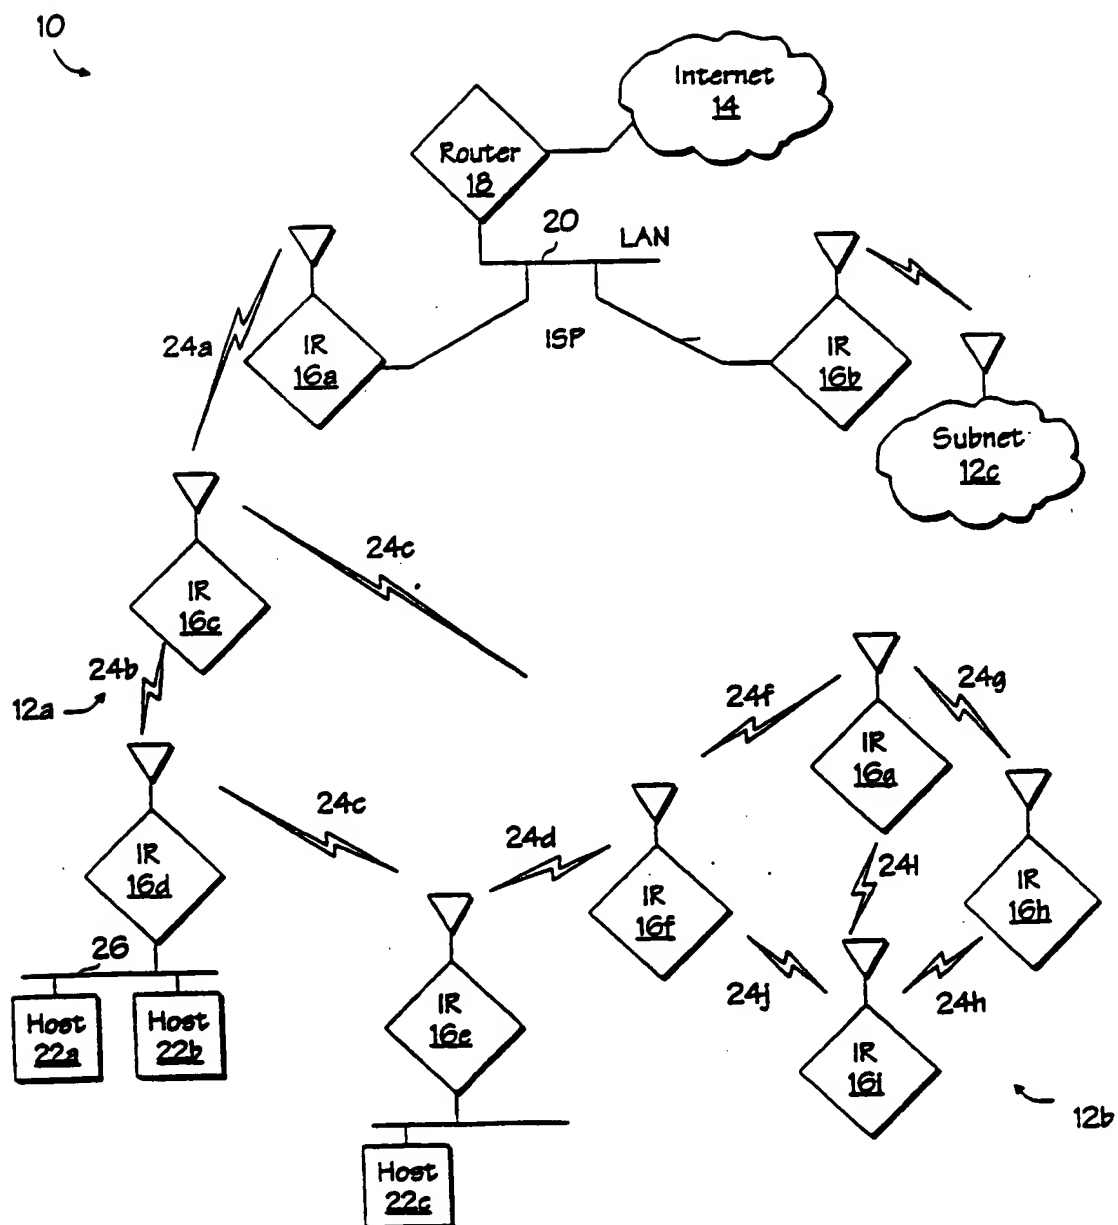 10
Internet
14
Router
18
20
LAN
ISP
24a
IR
16a
IR
16b
Subnet
12c
24c
IR
16c
24b
12a
24f
24g
IR
16g
24c
24d
IR
16d
24i
IR
16f
IR
16h
26
24j
24h
Host
22a
Host
22b
IR
16e
IR
16i
12b
Host
22c